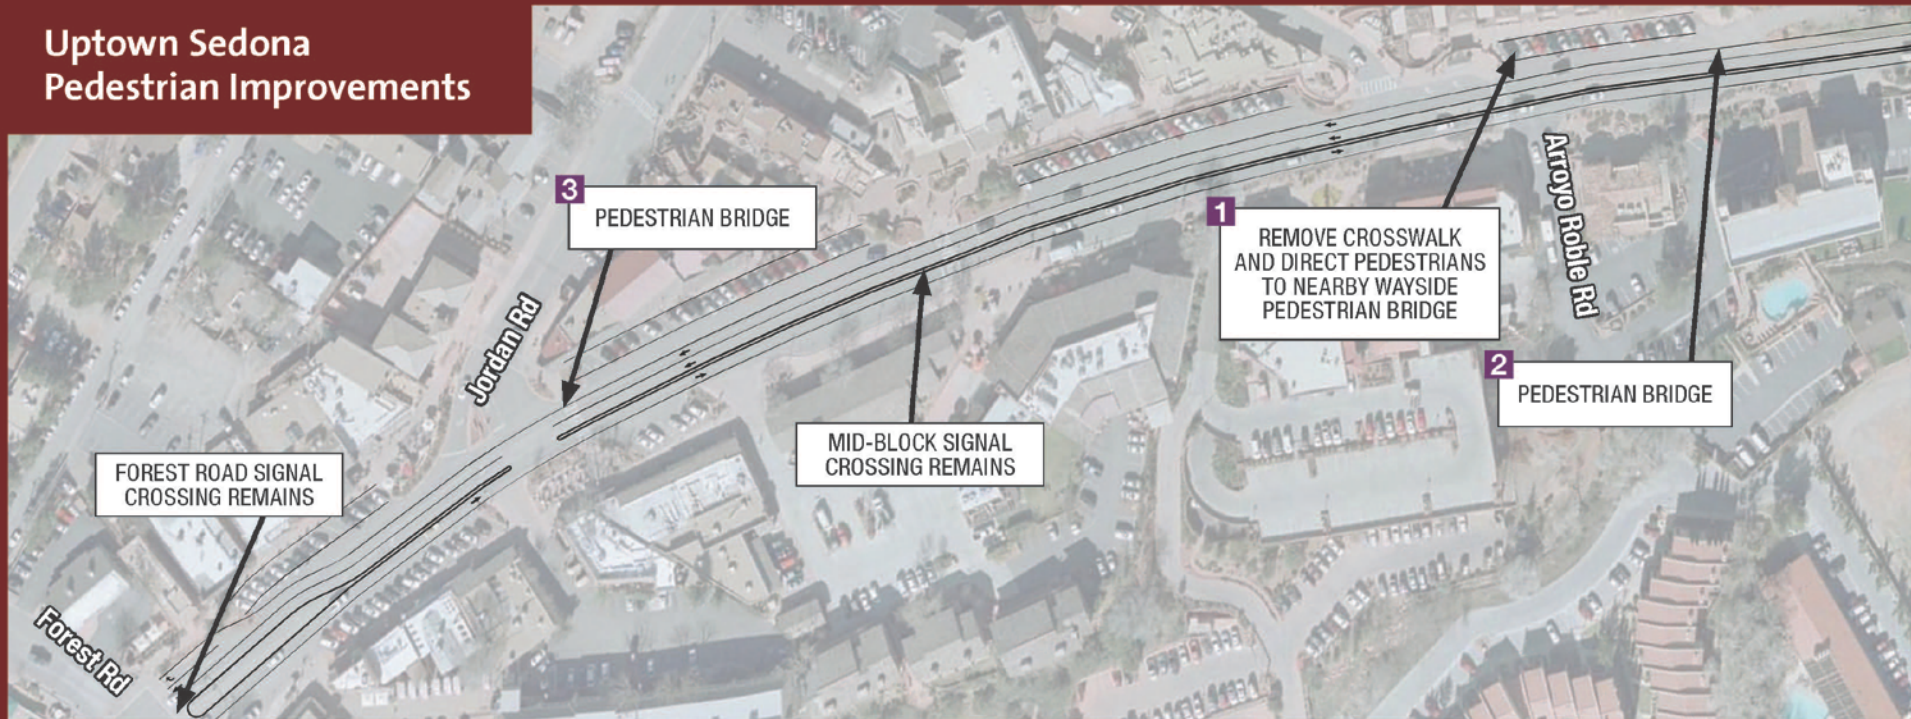 Uptown Sedona
Pedestrian Improvements
3
PEDESTRIAN BRIDGE
1
REMOVE CROSSWALK
AND DIRECT PEDESTRIANS
TO NEARBY WAYSIDE
PEDESTRIAN BRIDGE
Arroyo Roble Rd
2
PEDESTRIAN BRIDGE
Jordan Rd
MID-BLOCK SIGNAL
CROSSING REMAINS
FOREST ROAD SIGNAL
CROSSING REMAINS
Forest Rd